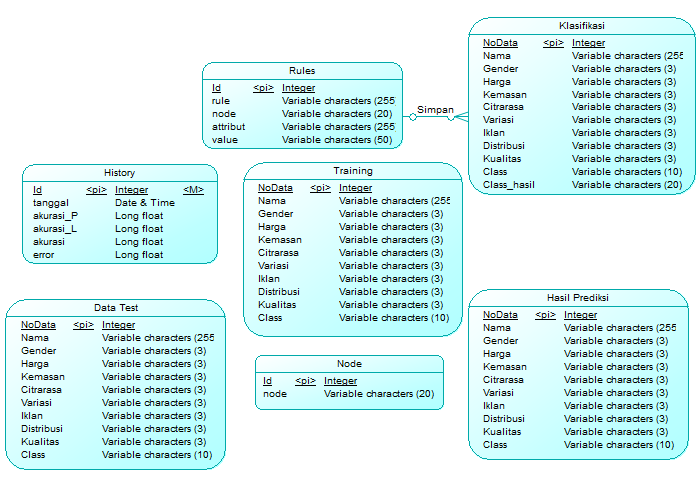 Klasifikasi
NoData <pi> Integer
Nama Variable characters (255
Gender Variable characters (3)
Harga Variable characters (3)
Kemasan Variable characters (3)
Citrarasa Variable characters (3)
Variasi Variable characters (3)
Iklan Variable characters (3)
Distribusi Variable characters (3)
Kualitas Variable characters (3)
Class Variable characters (10)
Class_hasil Variable characters (20)
Rules
Id <pi> Integer
rule Variable characters (255
node Variable characters (20)
attribut Variable characters (255
value Variable characters (50)
Simpan
History
Id <pi> Integer <M>
tanggal Date & Time
akurasi_P Long float
akurasi_L Long float
akurasi Long float
error Long float
Training
NoData <pi> Integer
Nama Variable characters (255
Gender Variable characters (3)
Harga Variable characters (3)
Kemasan Variable characters (3)
Citrarasa Variable characters (3)
Variasi Variable characters (3)
Iklan Variable characters (3)
Distribusi Variable characters (3)
Kualitas Variable characters (3)
Class Variable characters (10)
Data Test
NoData <pi> Integer
Nama Variable characters (255
Gender Variable characters (3)
Harga Variable characters (3)
Kemasan Variable characters (3)
Citrarasa Variable characters (3)
Variasi Variable characters (3)
Iklan Variable characters (3)
Distribusi Variable characters (3)
Kualitas Variable characters (3)
Class Variable characters (10)
Node
Id <pi> Integer
node Variable characters (20)
Hasil Prediksi
NoData <pi> Integer
Nama Variable characters (255
Gender Variable characters (3)
Harga Variable characters (3)
Kemasan Variable characters (3)
Citrarasa Variable characters (3)
Variasi Variable characters (3)
Iklan Variable characters (3)
Distribusi Variable characters (3)
Kualitas Variable characters (3)
Class Variable characters (10)